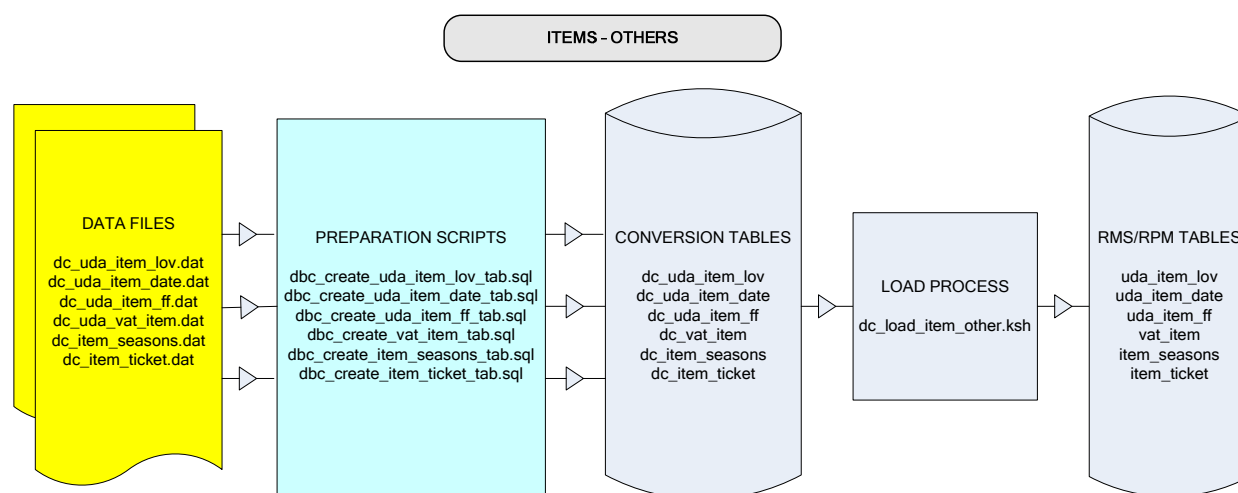 ITEMS - OTHERS
DATA FILES
dc_uda_item_lov.dat
dc_uda_item_date.dat
dc_uda_item_ff.dat
dc_uda_vat_item.dat
dc_item_seasons.dat
dc_item_ticket.dat
PREPARATION SCRIPTS
dbc_create_uda_item_lov_tab.sql
dbc_create_uda_item_date_tab.sql
dbc_create_uda_item_ff_tab.sql
dbc_create_vat_item_tab.sql
dbc_create_item_seasons_tab.sql
dbc_create_item_ticket_tab.sql
CONVERSION TABLES
dc_uda_item_lov
dc_uda_item_date
dc_uda_item_ff
dc_vat_item
dc_item_seasons
dc_item_ticket
LOAD PROCESS
dc_load_item_other.ksh
RMS/RPM TABLES
uda_item_lov
uda_item_date
uda_item_ff
vat_item
item_seasons
item_ticket